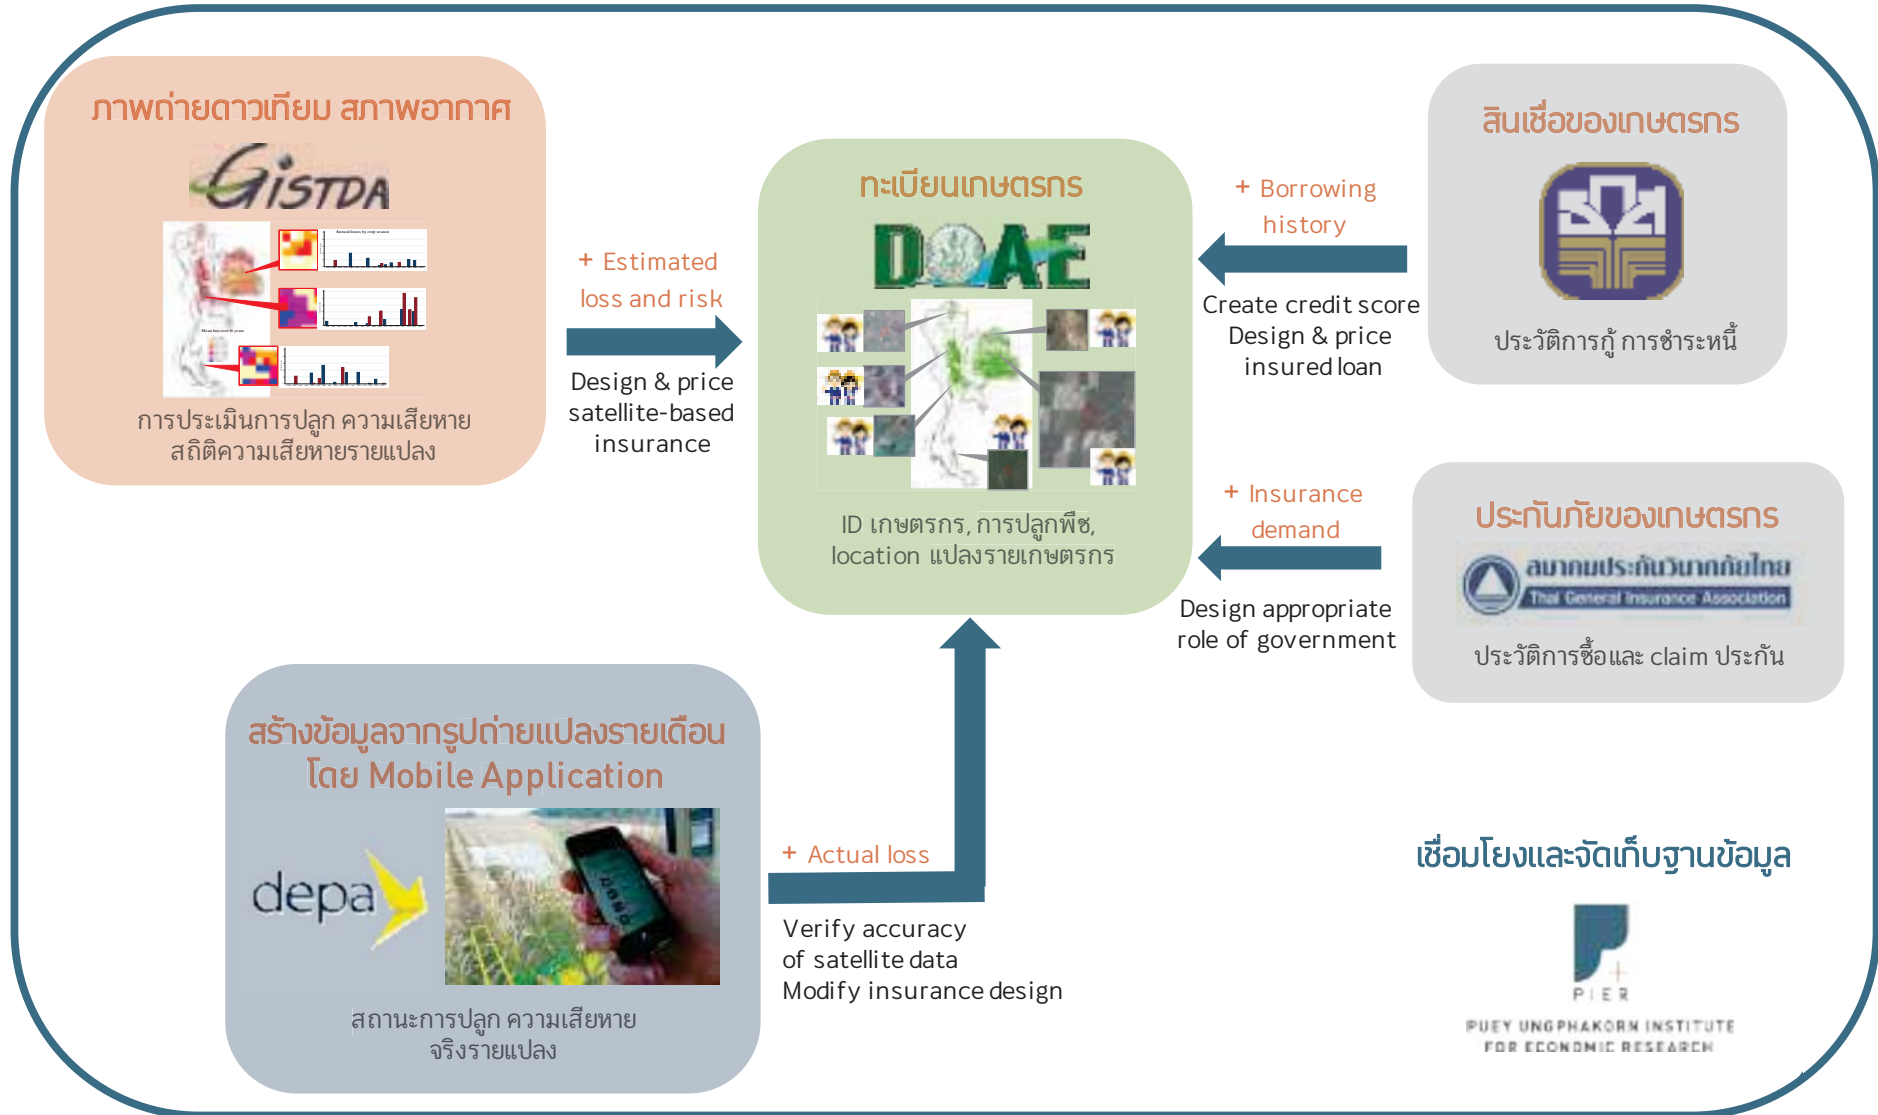 ภาพถ่ายดาวเทียม สภาพอากาศ
GISTDA
Annual losses by crop season
การประเมินการปลูก ความเสียหาย
สถิติความเสียหายรายแปลง
+ Estimated
loss and risk
Design & price
satellite-based
insurance
ทะเบียนเกษตรกร
DOAE
ID เกษตรกร, การปลูกพืช,
location แปลงรายเกษตรกร
+ Borrowing
history
Create credit score
Design & price
insured loan
สินเชื่อของเกษตรกร
ประวัติการกู้ การชำระหนี้
+ Insurance
demand
Design appropriate
role of government
ประกันภัยของเกษตรกร
สมาคมประกันวินาศภัยไทย
Thai General Insurance Association
ประวัติการซื้อและ claim ประกัน
สร้างข้อมูลจากรูปถ่ายแปลงรายเดือน
โดย Mobile Application
depa
สถานะการปลูก ความเสียหาย
จริงรายแปลง
+ Actual loss
Verify accuracy
of satellite data
Modify insurance design
เชื่อมโยงและจัดเก็บฐานข้อมูล
PIER
PUEY UNGPHAKORN INSTITUTE
FOR ECONOMIC RESEARCH